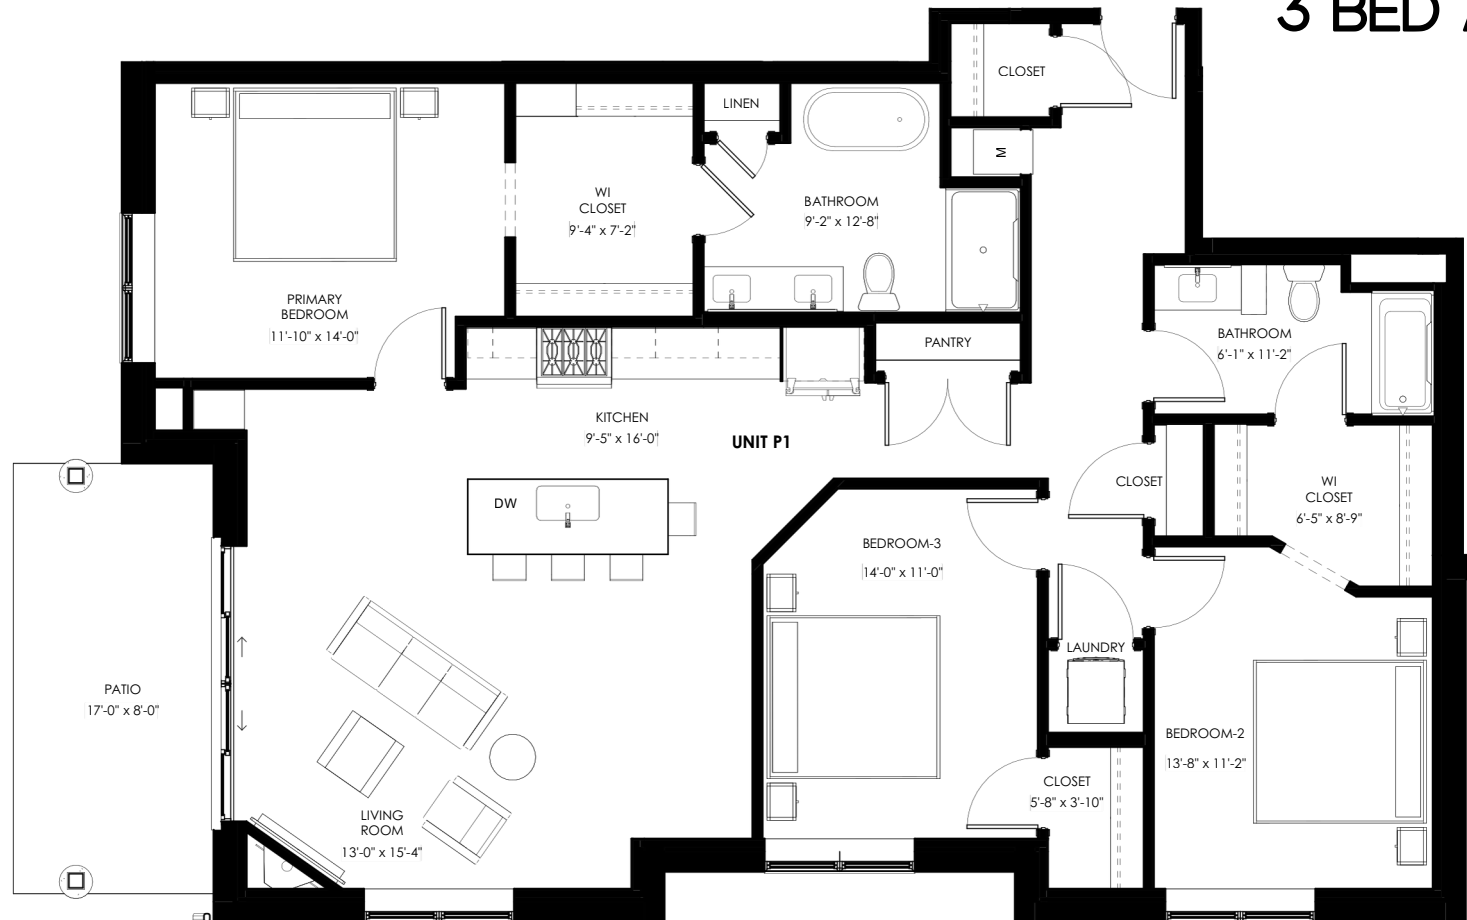 3 BED
CLOSET
LINEN
M
WI
CLOSET
9'-4" x 7'-2"
BATHROOM
9'-2" x 12'-8"
PRIMARY
BEDROOM
11'-10" x 14'-0"
BATHROOM
6'-1" x 11'-2"
PANTRY
KITCHEN
9'-5" x 16'-0"
UNIT P1
DW
CLOSET
WI
CLOSET
6'-5" x 8'-9"
BEDROOM-3
14'-0" x 11'-0"
LAUNDRY
PATIO
17'-0" x 8'-0"
BEDROOM-2
13'-8" x 11'-2"
CLOSET
5'-8" x 3'-10"
LIVING
ROOM
13'-0" x 15'-4"